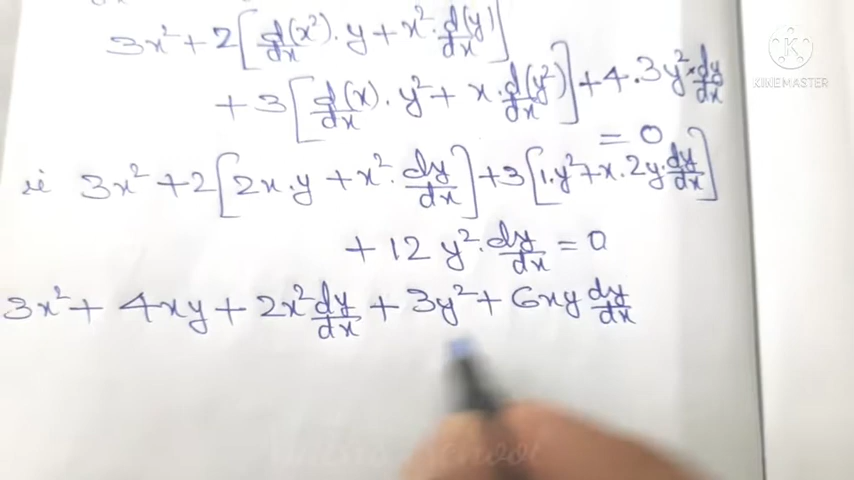 3x² + 2[d(x²)/dx · y + x² · d(y)/dx]
+ 3[d(x)/dx · y² + x · d(y²)/dx] + 4 · 3y² × dy/dx
= 0
ie 3x² + 2[2x · y + x² · dy/dx] + 3[1 · y² + x · 2y · dy/dx]
+ 12 y² · dy/dx = 0
3x² + 4xy + 2x² dy/dx + 3y² + 6xy dy/dx
KINEMASTER